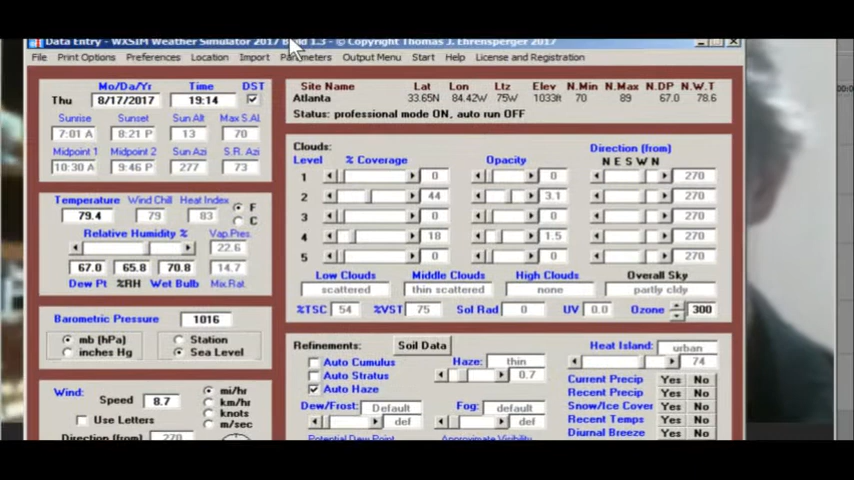 Data Entry - WXSIM Weather Simulator 2017 Build 1.3 - © Copyright Thomas J. Ehrensperger 2017
File Print Options Preferences Location Import Parameters Output Menu Start Help License and Registration
Mo/Da/Yr Time DST
Thu 8/17/2017 19:14
Sunrise Sunset Sun Alt Max S.Al
7:01 A 8:21 P 13 70
Midpoint 1 Midpoint 2 Sun Azi S.R. Azi
10:30 A 9:46 P 277 73
Site Name Lat Lon Ltz Elev N.Min N.Max N.DP N.W.T
Atlanta 33.65N 84.42W 75W 1033ft 70 89 67.0 78.6
Status: professional mode ON, auto run OFF
Temperature Wind Chill Heat Index F
79.4 79 83 C
Relative Humidity % Vap.Pres.
22.6
67.0 65.8 70.8 14.7
Dew Pt %RH Wet Bulb Mix.Rat.
Clouds: Direction (from)
Level % Coverage Opacity N E S W N
1 0 0 270
2 44 3.1 270
3 0 0 270
4 18 1.5 270
5 0 0 270
Low Clouds Middle Clouds High Clouds Overall Sky
scattered thin scattered none partly cldy
%TSC 54 %VST 75 Sol Rad 0 UV 0.0 Ozone 300
Barometric Pressure 1016
mb (hPa) Station
inches Hg Sea Level
Wind:
Speed 8.7 mi/hr
km/hr
Use Letters knots
m/sec
Direction (from) 270
Refinements: Soil Data Heat Island: urban
Auto Cumulus Haze: thin 74
Auto Stratus 0.7
Auto Haze
Dew/Frost: Default Fog: default
def def
Potential Dew Point Approximate Visibility
Current Precip Yes No
Recent Precip Yes No
Snow/Ice Cover Yes No
Recent Temps Yes No
Diurnal Breeze Yes No
00:0